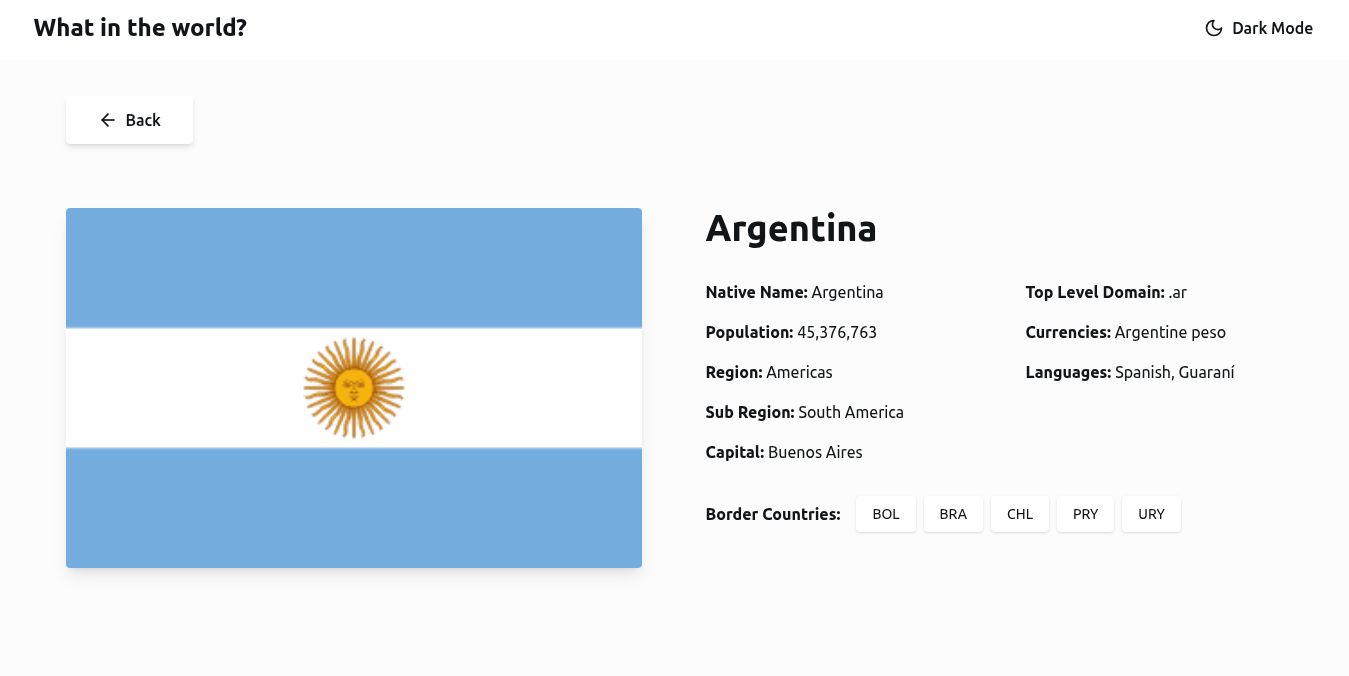 What in the world?
Dark Mode
Back
Argentina
Native Name: Argentina
Population: 45,376,763
Region: Americas
Sub Region: South America
Capital: Buenos Aires
Top Level Domain: .ar
Currencies: Argentine peso
Languages: Spanish, Guaraní
Border Countries: BOL BRA CHL PRY URY